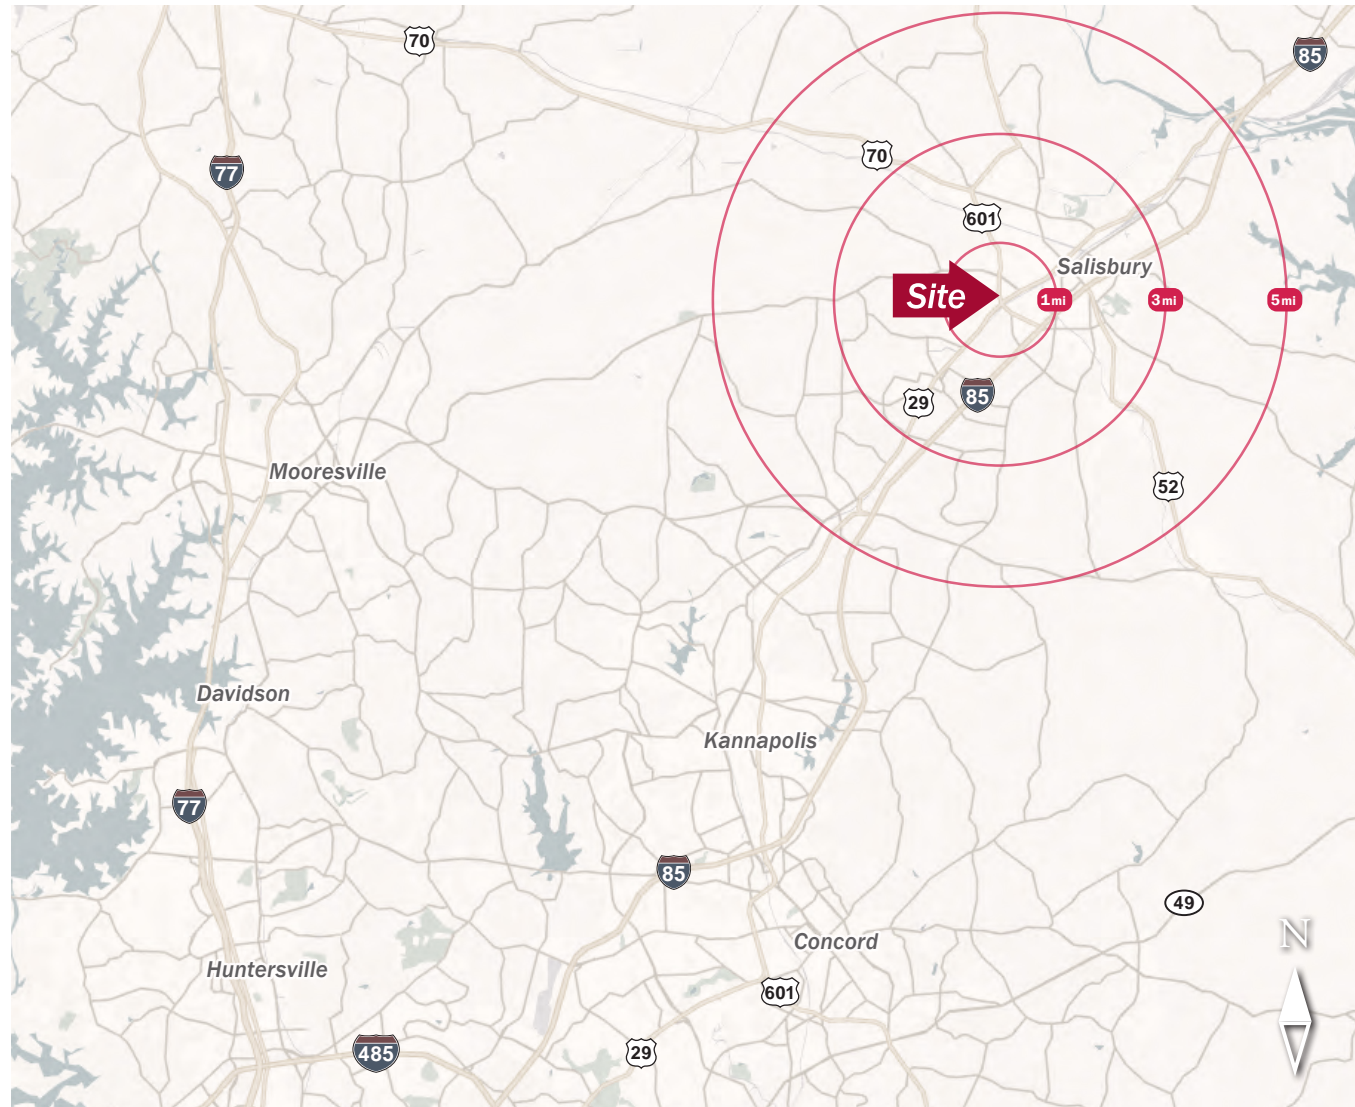 70
85
70
77
601
Salisbury
Site
1 mi
3 mi
5 mi
29
85
Mooresville
52
Davidson
Kannapolis
77
85
49
Concord
N
Huntersville
601
485
29